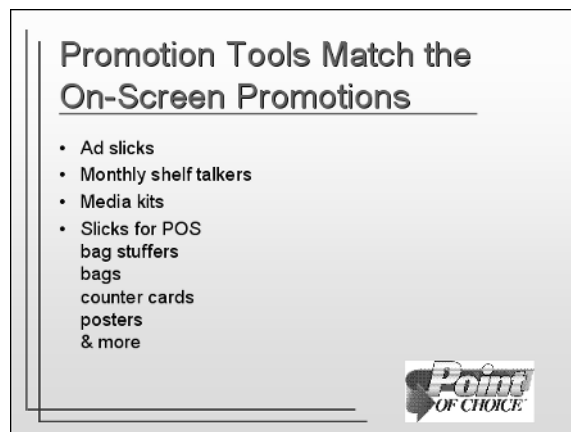 Promotion Tools Match the
On-Screen Promotions
• Ad slicks
• Monthly shelf talkers
• Media kits
• Slicks for POS
bag stuffers
bags
counter cards
posters
& more
Point
OF CHOICE